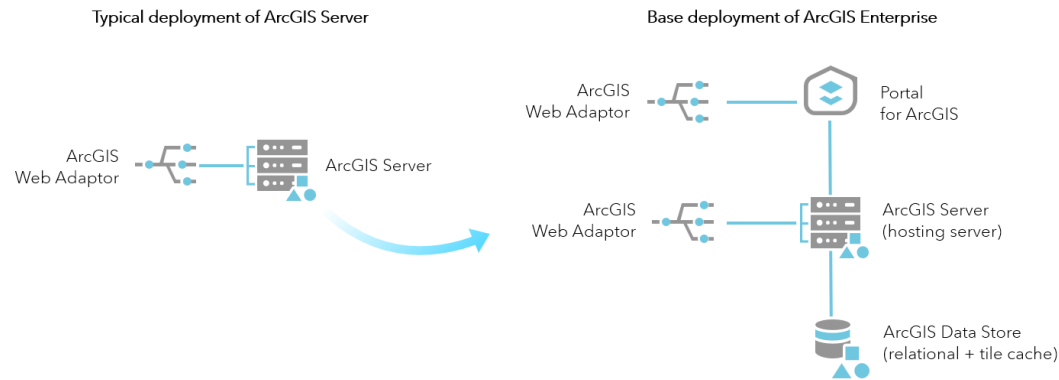 Typical deployment of ArcGIS Server
ArcGIS
Web Adaptor
ArcGIS Server
Base deployment of ArcGIS Enterprise
ArcGIS
Web Adaptor
Portal
for ArcGIS
ArcGIS
Web Adaptor
ArcGIS Server
(hosting server)
ArcGIS Data Store
(relational + tile cache)